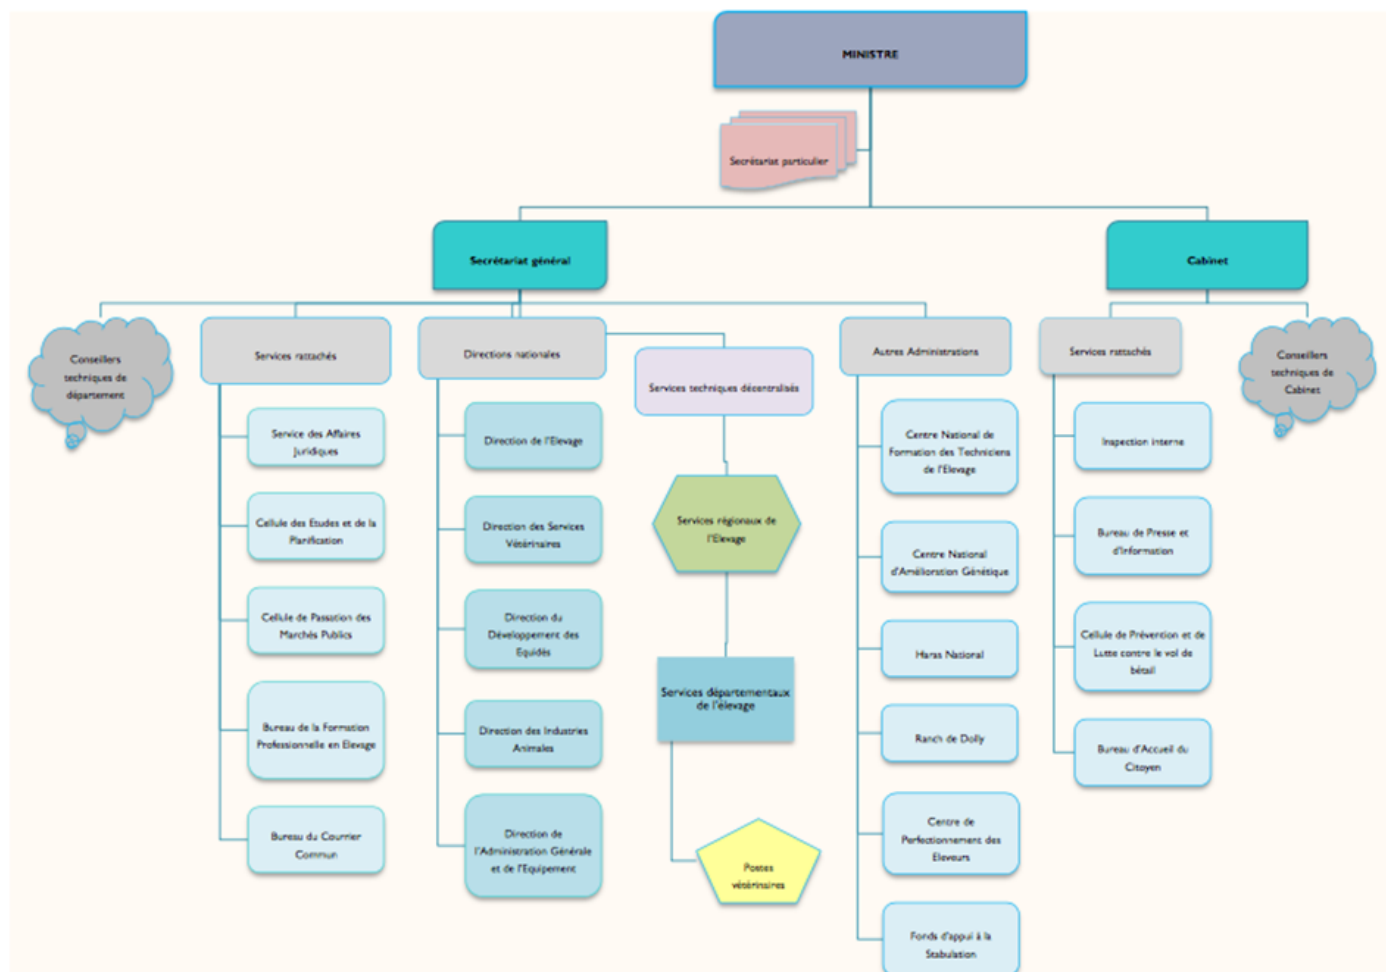 MINISTRE
Secrétariat particulier
Secrétariat général
Cabinet
Conseillers
techniques de
département
Services rattachés
Service des Affaires
Juridiques
Cellule des Etudes et de la
Planification
Cellule de Passation des
Marchés Publics
Bureau de la Formation
Professionnelle en Elevage
Bureau du Courrier
Commun
Directions nationales
Direction de l'Elevage
Direction des Services
Vétérinaires
Direction du
Développement des
Equidés
Direction des Industries
Animales
Direction de
l'Administration Générale
et de l'Equipement
Services techniques décentralisés
Services régionaux de
l'Elevage
Services départementaux
de l'élevage
Postes
vétérinaires
Autres Administrations
Centre National de
Formation des Techniciens
de l'Elevage
Centre National
d'Amélioration Génétique
Haras National
Ranch de Dolly
Centre de
Perfectionnement des
Eleveurs
Fonds d'appui à la
Stabulation
Services rattachés
Inspection interne
Bureau de Presse et
d'Information
Cellule de Prévention et de
Lutte contre le vol de
bétail
Bureau d'Accueil du
Citoyen
Conseillers
techniques de
Cabinet